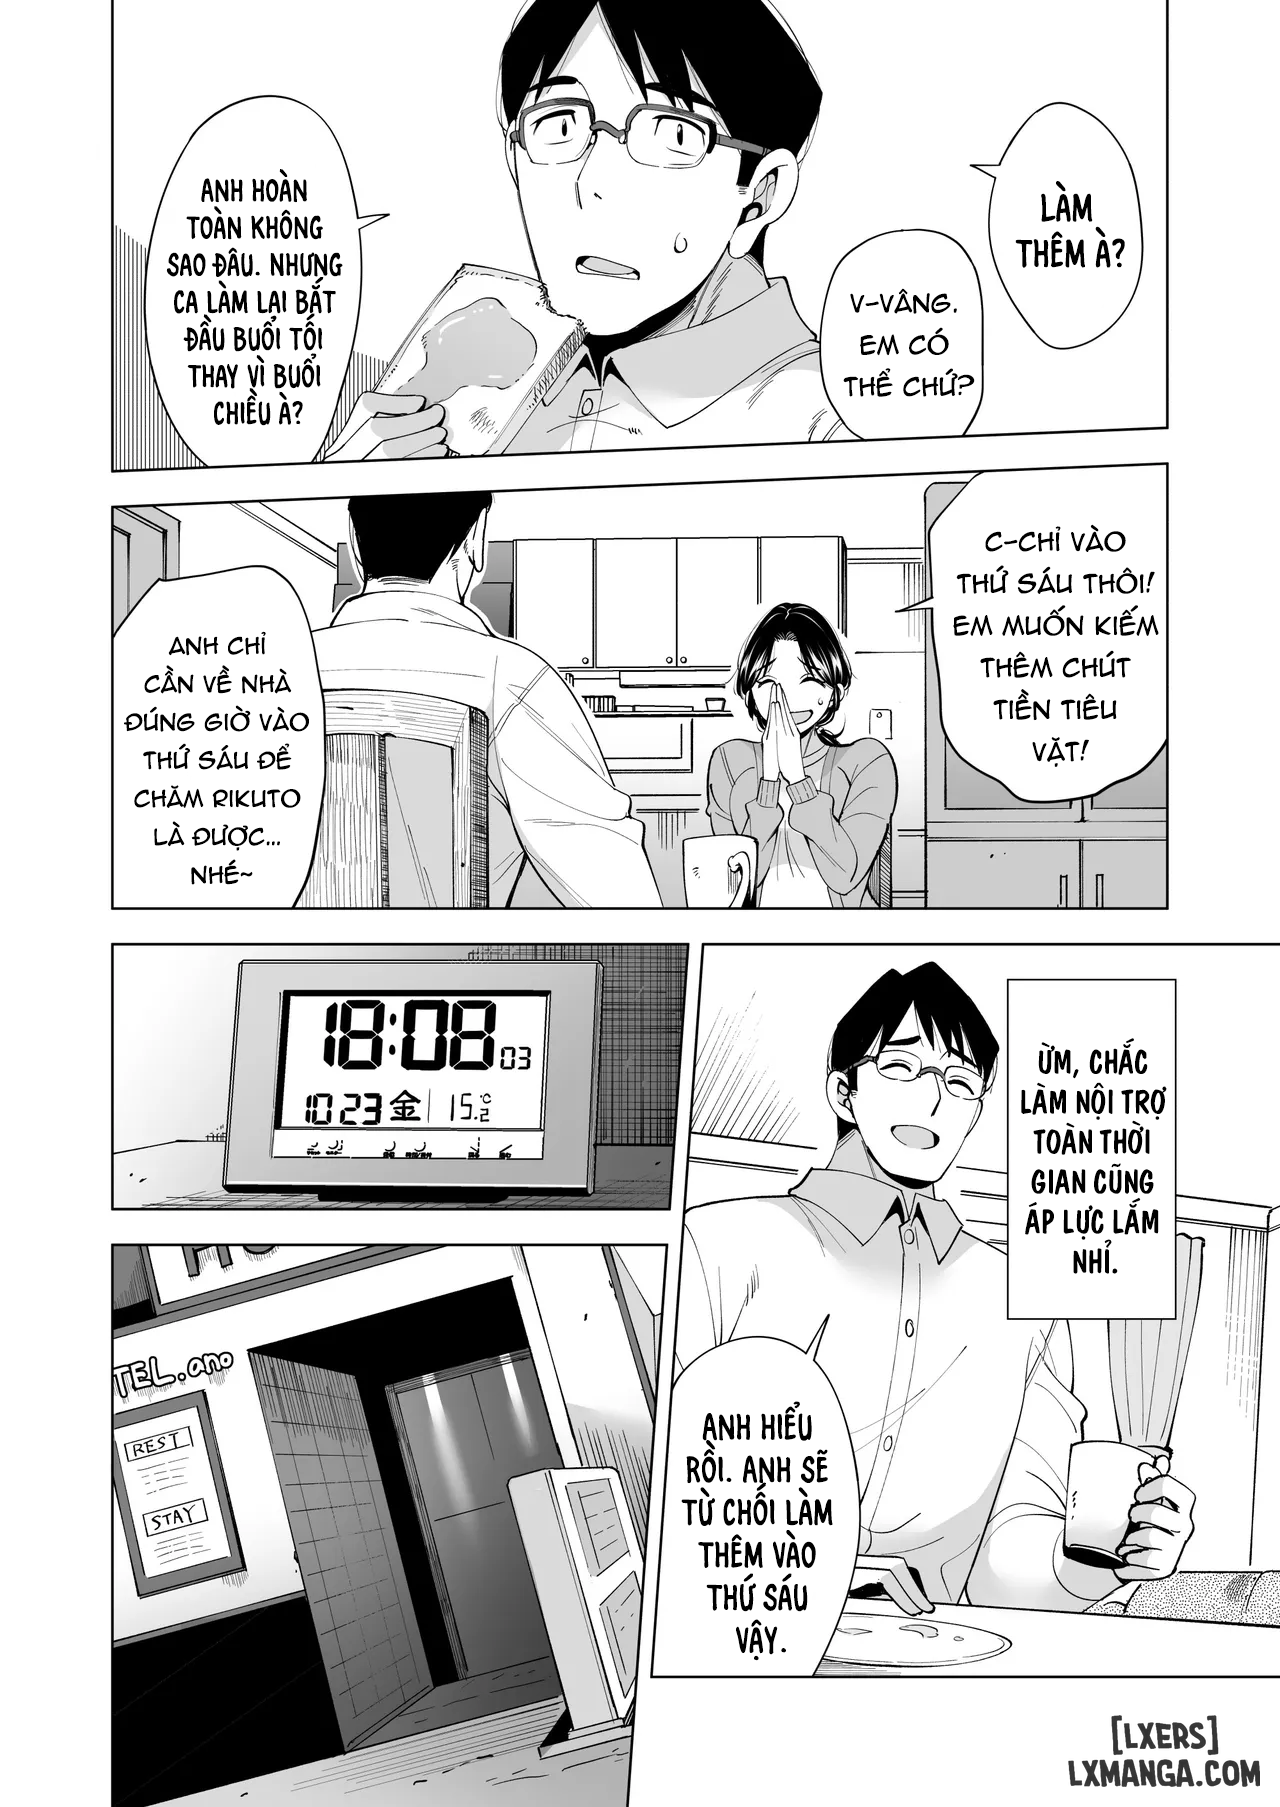 LÀM
THÊM À?
V-VÂNG.
EM CÓ
THỂ CHỨ?
ANH HOÀN
TOÀN KHÔNG
SAO ĐÂU. NHƯNG
CA LÀM LẠI BẮT
ĐẦU BUỔI TỐI
THAY VÌ BUỔI
CHIỀU À?
C-CHỈ VÀO
THỨ SÁU THÔI!
EM MUỐN KIẾM
THÊM CHÚT
TIỀN TIÊU
VẶT!
ANH CHỈ
CẦN VỀ NHÀ
ĐÚNG GIỜ VÀO
THỨ SÁU ĐỂ
CHĂM RIKUTO
LÀ ĐƯỢC...
NHÉ~
ỪM, CHẮC
LÀM NỘI TRỢ
TOÀN THỜI
GIAN CŨNG
ÁP LỰC LẮM
NHỈ.
ANH HIỂU
RỒI. ANH SẼ
TỪ CHỐI LÀM
THÊM VÀO
THỨ SÁU
VẬY.
18:08 03
10 23 金 15.2 °C
TEL.ano
REST
STAY
[LXERS]
LXMANGA.COM